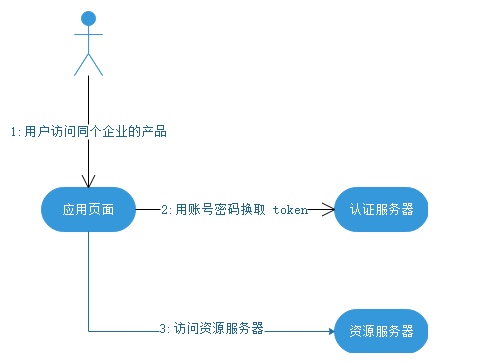 1:用户访问同个企业的产品
应用页面
2:用账号密码换取 token
认证服务器
3:访问资源服务器
资源服务器